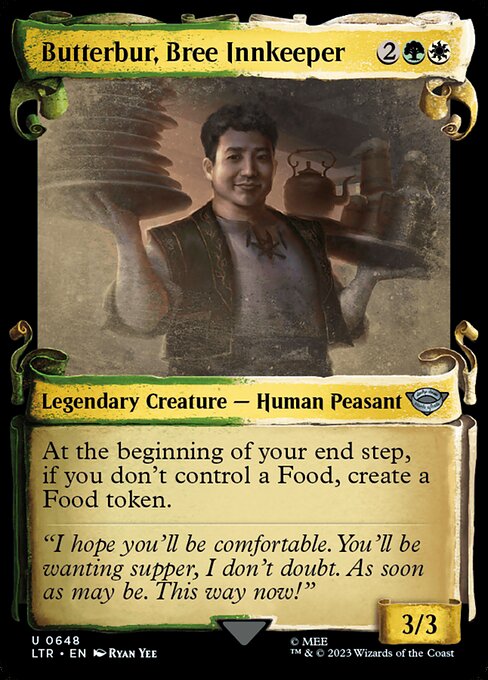 Butterbur, Bree Innkeeper 2
Legendary Creature — Human Peasant
At the beginning of your end step,
if you don't control a Food, create a
Food token.
“I hope you'll be comfortable. You'll be
wanting supper, I don't doubt. As soon
as may be. This way now!”
3/3
U 0648
LTR • EN Ryan Yee
© MEE
™ & © 2023 Wizards of the Coast